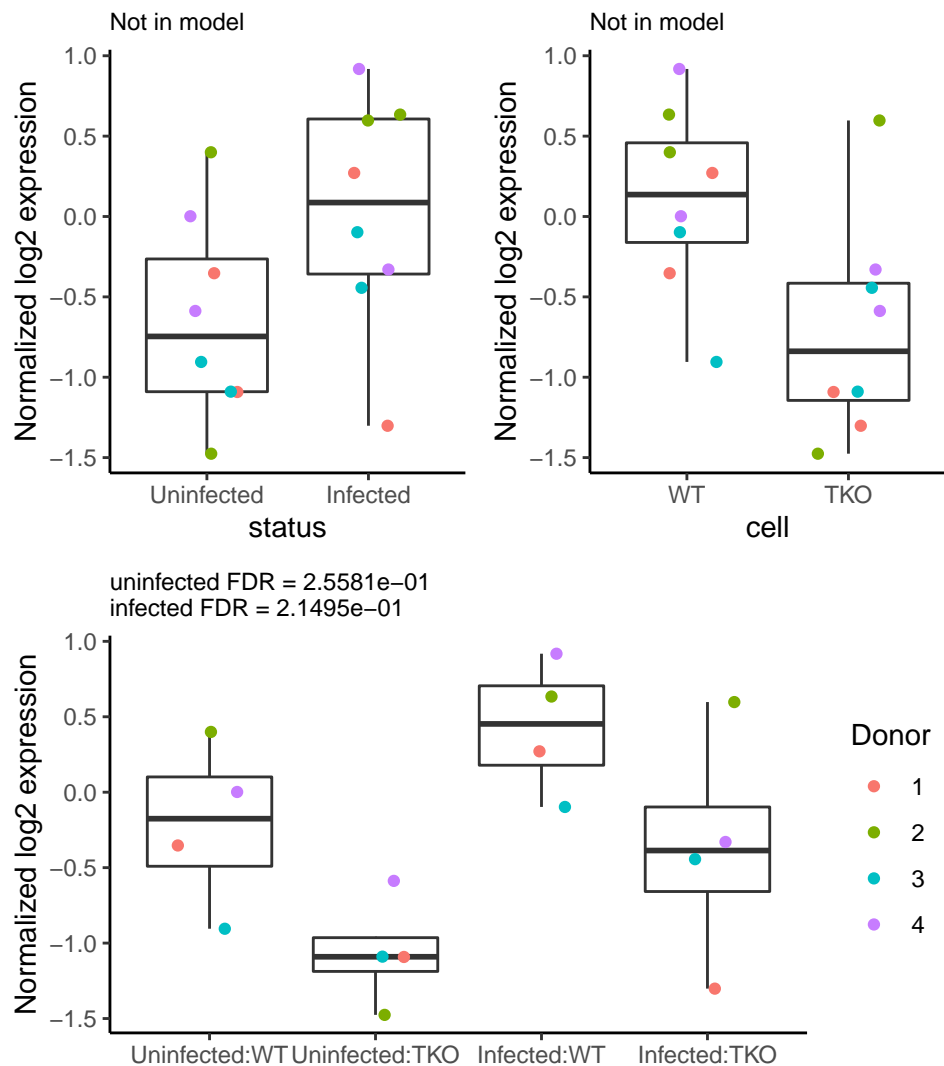 Not in model
Normalized log2 expression
1.0
0.5
0.0
−0.5
−1.0
−1.5
Uninfected Infected
status
Not in model
Normalized log2 expression
1.0
0.5
0.0
−0.5
−1.0
−1.5
WT TKO
cell
uninfected FDR = 2.5581e−01
infected FDR = 2.1495e−01
Normalized log2 expression
1.0
0.5
0.0
−0.5
−1.0
−1.5
Uninfected:WT Uninfected:TKO Infected:WT Infected:TKO
Donor
1
2
3
4